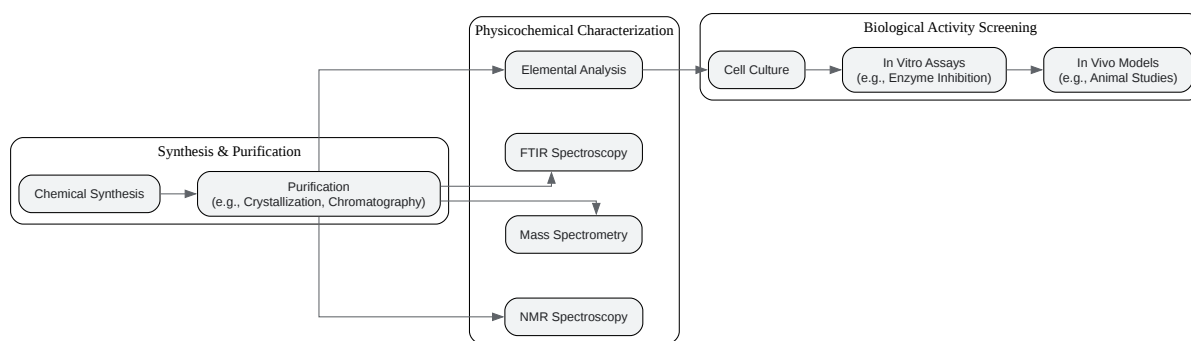 Synthesis & Purification
Chemical Synthesis
Purification
(e.g., Crystallization, Chromatography)
Physicochemical Characterization
Elemental Analysis
FTIR Spectroscopy
Mass Spectrometry
NMR Spectroscopy
Biological Activity Screening
Cell Culture
In Vitro Assays
(e.g., Enzyme Inhibition)
In Vivo Models
(e.g., Animal Studies)